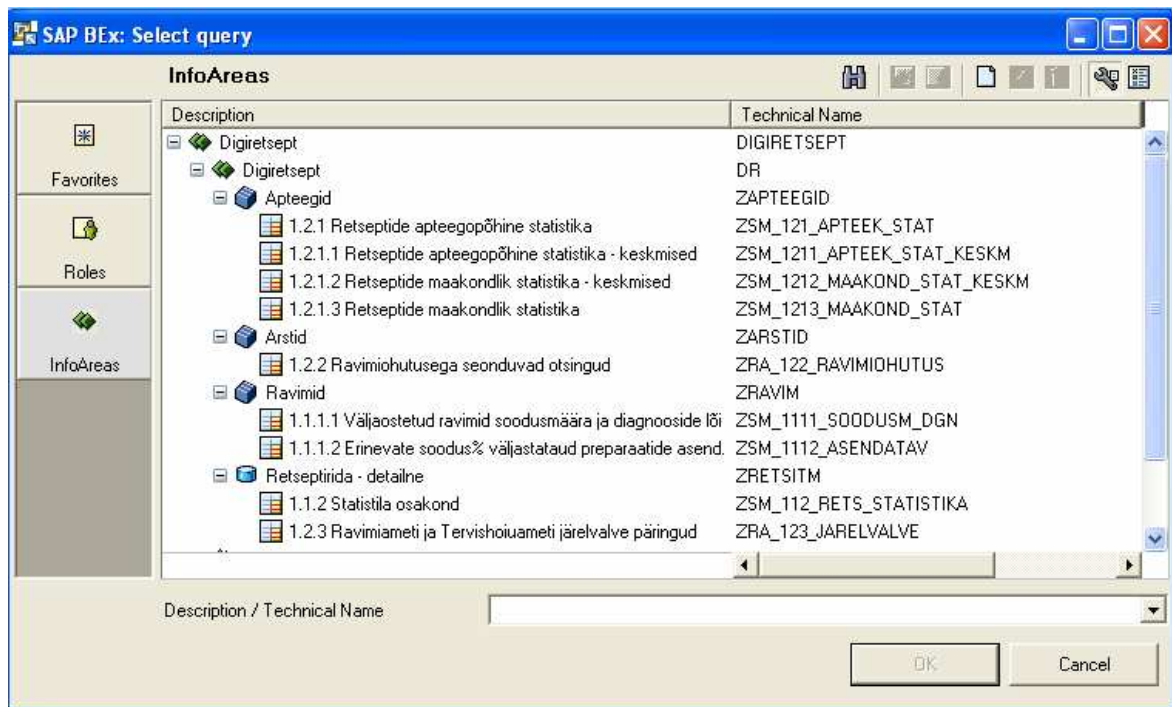 SAP BEx: Select query
InfoAreas
Description Technical Name
Favorites
Roles
InfoAreas
Digiretsept DIGIRETSEPT
Digiretsept DR
Apteegid ZAPTEEGID
1.2.1 Retseptide apteegopõhine statistika ZSM_121_APTEEK_STAT
1.2.1.1 Retseptide apteegopõhine statistika - keskmised ZSM_1211_APTEEK_STAT_KESKM
1.2.1.2 Retseptide maakondlik statistika - keskmised ZSM_1212_MAAKOND_STAT_KESKM
1.2.1.3 Retseptide maakondlik statistika ZSM_1213_MAAKOND_STAT
Arstid ZARSTID
1.2.2 Ravimiohutusega seonduvad otsingud ZRA_122_RAVIMIOHUTUS
Ravimid ZRAVIM
1.1.1.1 Väljaostetud ravimid soodusmäära ja diagnooside lõi ZSM_1111_SOODUSM_DGN
1.1.1.2 Erinevate soodus% väljastataud preparaatide asend. ZSM_1112_ASENDATAV
Retseptirida - detailne ZRETSITM
1.1.2 Statistila osakond ZSM_112_RETS_STATISTIKA
1.2.3 Ravimiameti ja Tervishoiuameti järelvalve päringud ZRA_123_JARELVALVE
Description / Technical Name
OK Cancel